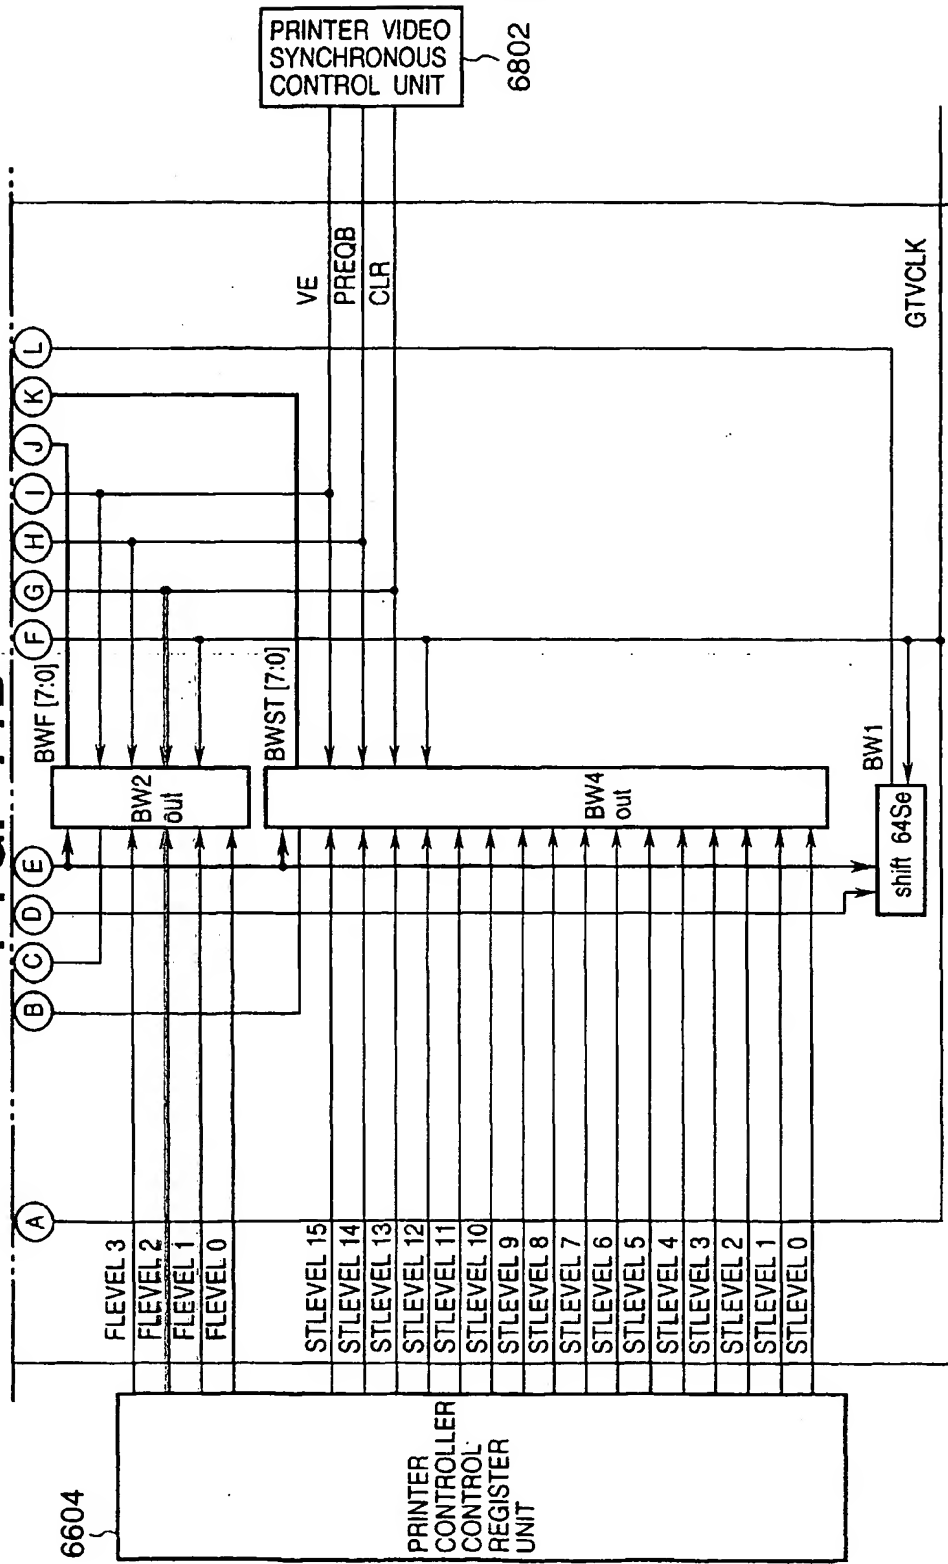 PRINTER VIDEO
SYNCHRONOUS
CONTROL UNIT
6802
A
B
C
D
E
F
G
H
I
J
K
L
BWF [7:0]
BWST [7:0]
VE
PREQB
CLR
GTVCLK
BW2
out
BW4
out
BW1
shift 64Se
FLEVEL 3
FLEVEL 2
FLEVEL 1
FLEVEL 0
STLEVEL 15
STLEVEL 14
STLEVEL 13
STLEVEL 12
STLEVEL 11
STLEVEL 10
STLEVEL 9
STLEVEL 8
STLEVEL 7
STLEVEL 6
STLEVEL 5
STLEVEL 4
STLEVEL 3
STLEVEL 2
STLEVEL 1
STLEVEL 0
6604
PRINTER
CONTROLLER
CONTROL
REGISTER
UNIT